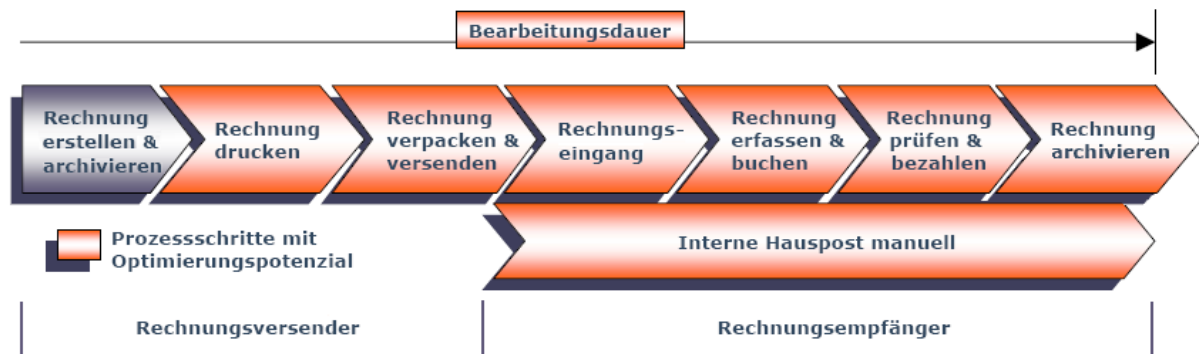 Bearbeitungsdauer
Rechnung
erstellen &
archivieren
Rechnung
drucken
Rechnung
verpacken &
versenden
Rechnungs-
eingang
Rechnung
erfassen &
buchen
Rechnung
prüfen &
bezahlen
Rechnung
archivieren
Prozessschritte mit
Optimierungspotenzial
Interne Hauspost manuell
Rechnungsversender
Rechnungsempfänger